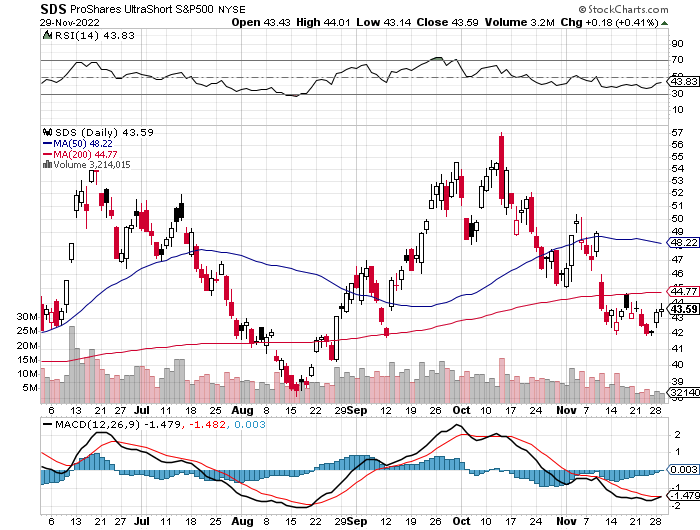 SDS ProShares UltraShort S&P500 NYSE © StockCharts.com
29-Nov-2022 Open 43.43 High 44.01 Low 43.14 Close 43.59 Volume 3.2M Chg +0.18 (+0.41%)
RSI(14) 43.83
90
70
50
43.83
30
10
SDS (Daily) 43.59
MA(50) 48.22
MA(200) 44.77
Volume 3,214,015
57
56
55
54
53
52
51
50
49
48.22
47
46
44.77
43.59
42
41
40
39
38
30M
25M
20M
15M
10M
5M
32140
6 13 21 27 Jul 11 18 25 Aug 8 15 22 29 Sep 12 19 26 Oct 10 17 24 Nov 7 14 21 28
MACD(12,26,9) -1.479, -1.482, 0.003
2
1
0.003
-1.479
-2
6 13 21 27 Jul 11 18 25 Aug 8 15 22 29 Sep 12 19 26 Oct 10 17 24 Nov 7 14 21 28